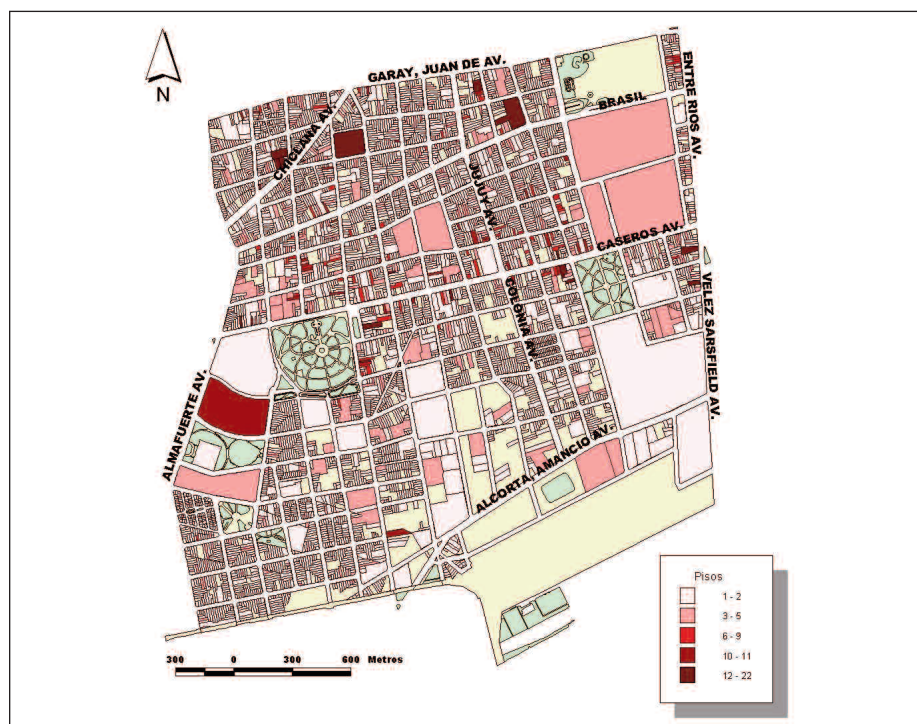 N
GARAY, JUAN DE AV.
ENTRE RIOS AV.
BRASIL
CHICLANA AV.
JUJUY AV.
CASEROS AV.
COLONIA AV.
VELEZ SARSFIELD AV.
ALMAFUERTE AV.
ALCORTA, AMANCIO AV.
Pisos
1 - 2
3 - 5
6 - 9
10 - 11
12 - 22
300 0 300 600 Metros